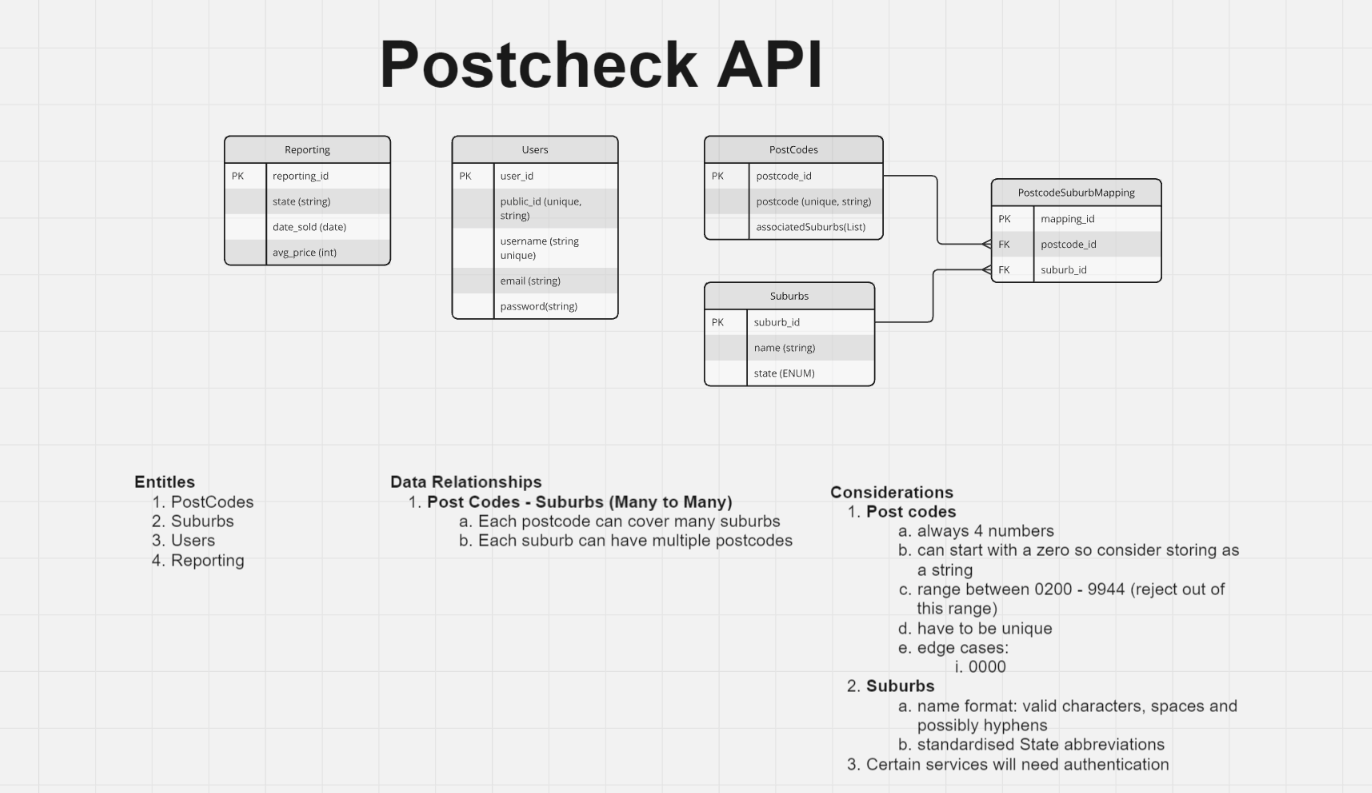 Postcheck API
Reporting
PK reporting_id
state (string)
date_sold (date)
avg_price (int)
Users
PK user_id
public_id (unique,
string)
username (string
unique)
email (string)
password(string)
PostCodes
PK postcode_id
postcode (unique, string)
associatedSuburbs(List)
Suburbs
PK suburb_id
name (string)
state (ENUM)
PostcodeSuburbMapping
PK mapping_id
FK postcode_id
FK suburb_id
Entitles
1. PostCodes
2. Suburbs
3. Users
4. Reporting
Data Relationships
1. Post Codes - Suburbs (Many to Many)
a. Each postcode can cover many suburbs
b. Each suburb can have multiple postcodes
Considerations
1. Post codes
a. always 4 numbers
b. can start with a zero so consider storing as
a string
c. range between 0200 - 9944 (reject out of
this range)
d. have to be unique
e. edge cases:
i. 0000
2. Suburbs
a. name format: valid characters, spaces and
possibly hyphens
b. standardised State abbreviations
3. Certain services will need authentication